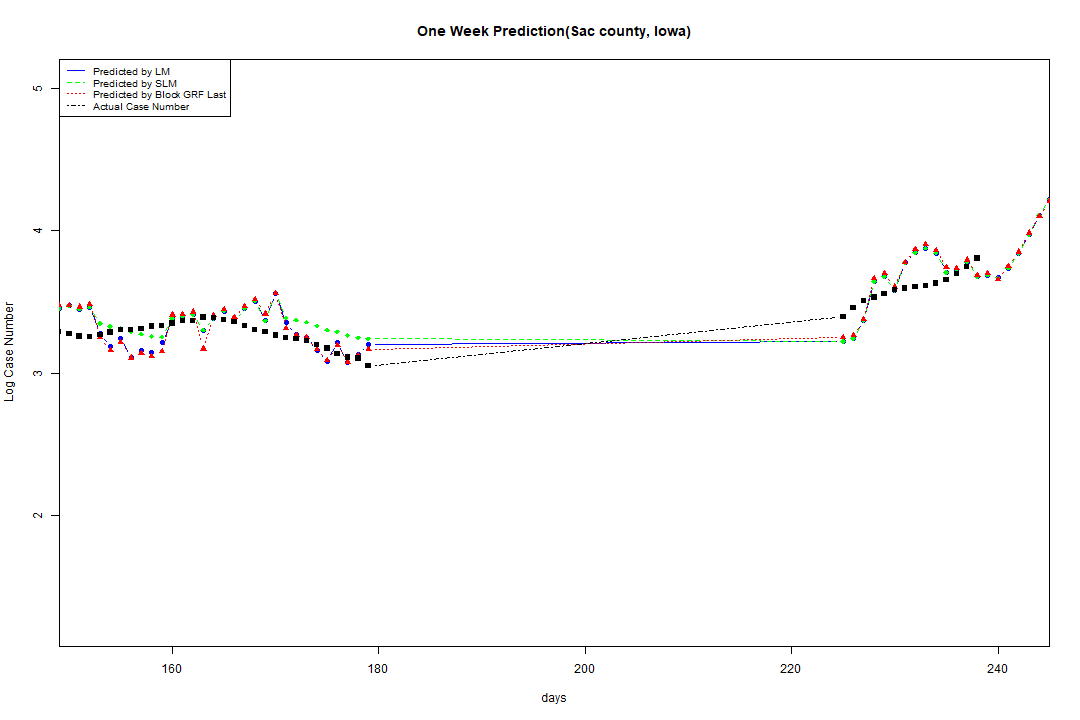 One Week Prediction(Sac county, Iowa)
Predicted by LM
Predicted by SLM
Predicted by Block GRF Last
Actual Case Number
5
4
3
2
Log Case Number
160
180
200
220
240
days